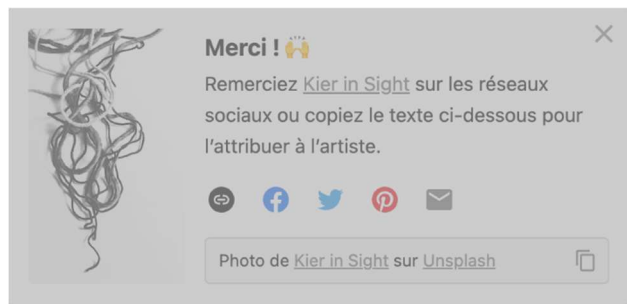 Merci ! 🙌
Remerciez Kier in Sight sur les réseaux
sociaux ou copiez le texte ci-dessous pour
l'attribuer à l'artiste.
Photo de Kier in Sight sur Unsplash